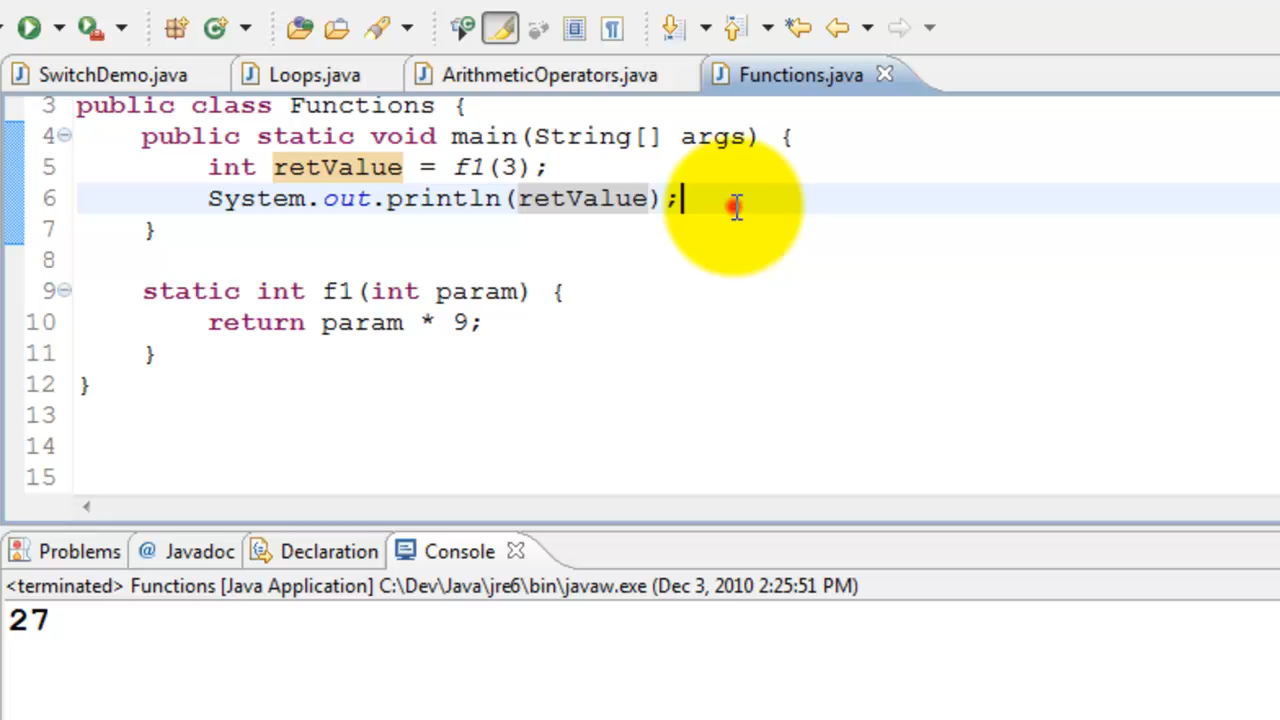 SwitchDemo.java Loops.java ArithmeticOperators.java Functions.java
3 public class Functions {
4 public static void main(String[] args) {
5 int retValue = f1(3);
6 System.out.println(retValue);
7 }
8
9 static int f1(int param) {
10 return param * 9;
11 }
12 }
13
14
15
Problems @ Javadoc Declaration Console
<terminated> Functions [Java Application] C:\Dev\Java\jre6\bin\javaw.exe (Dec 3, 2010 2:25:51 PM)
27